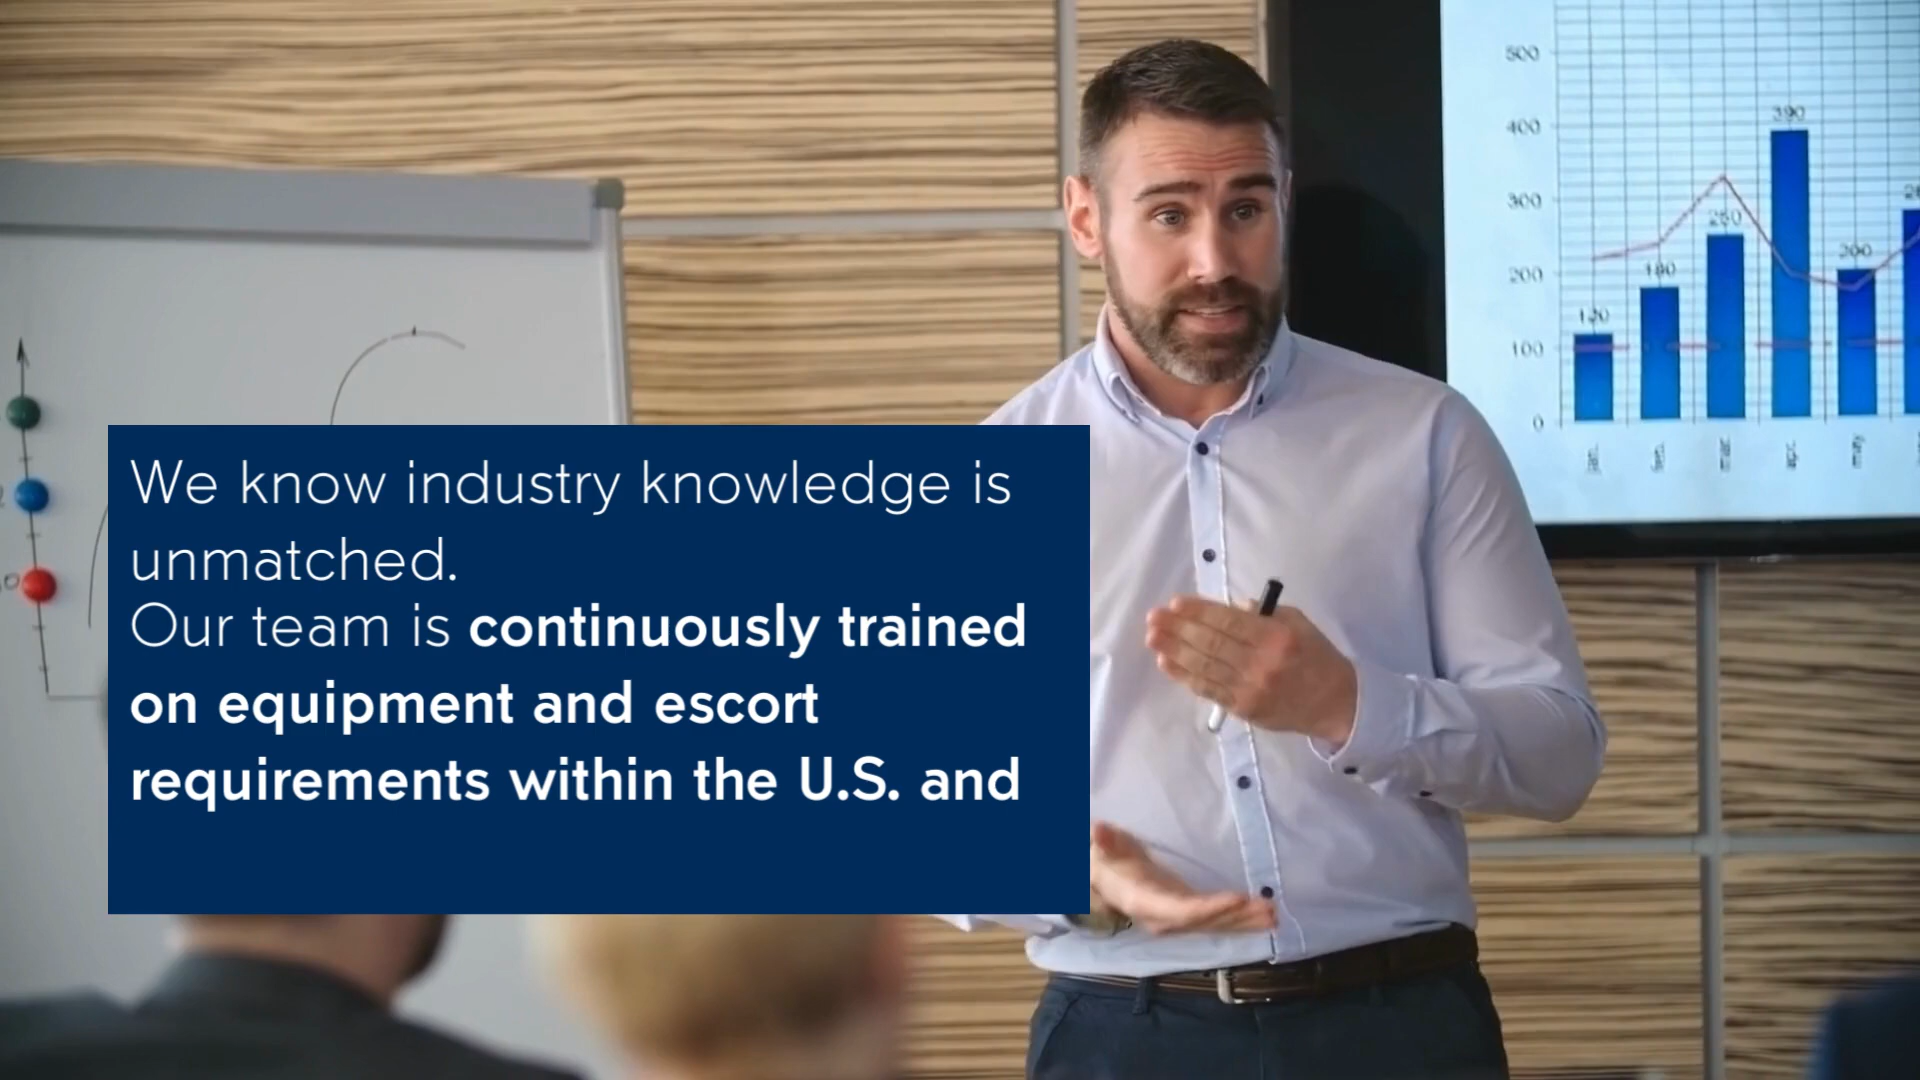 We know industry knowledge is
unmatched.
Our team is continuously trained
on equipment and escort
requirements within the U.S. and
500
400
300
200
100
0
120
180
250
390
200